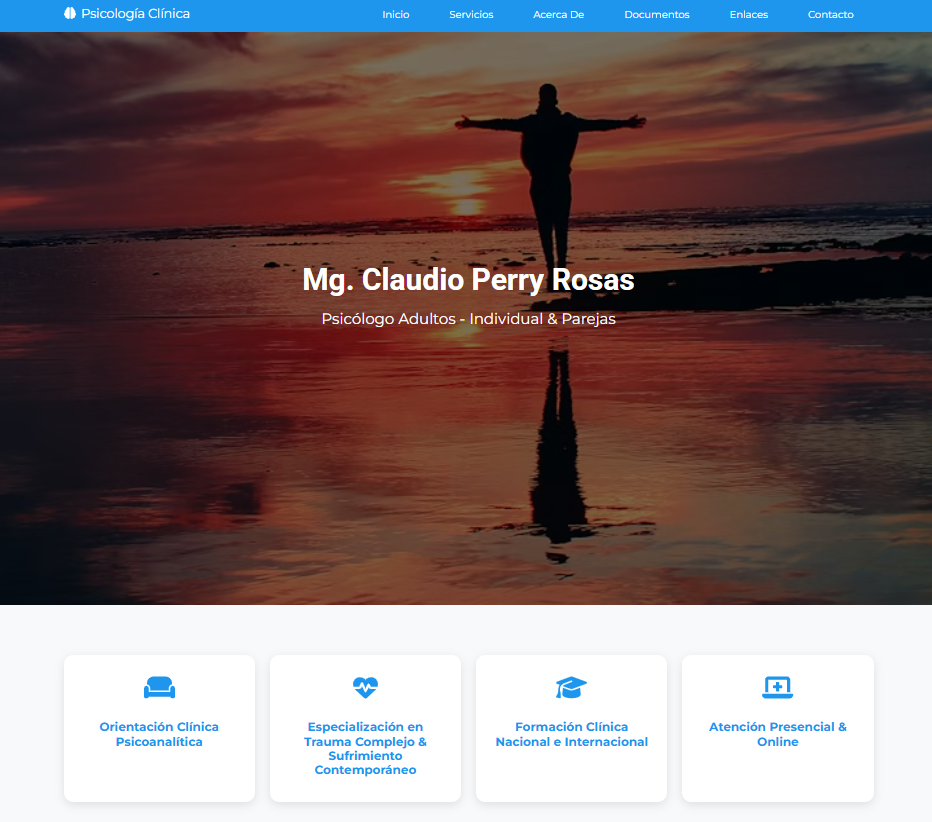 Psicología Clínica
Inicio
Servicios
Acerca De
Documentos
Enlaces
Contacto
Mg. Claudio Perry Rosas
Psicólogo Adultos - Individual & Parejas
Orientación Clínica
Psicoanalítica
Especialización en
Trauma Complejo &
Sufrimiento
Contemporáneo
Formación Clínica
Nacional e Internacional
Atención Presencial &
Online